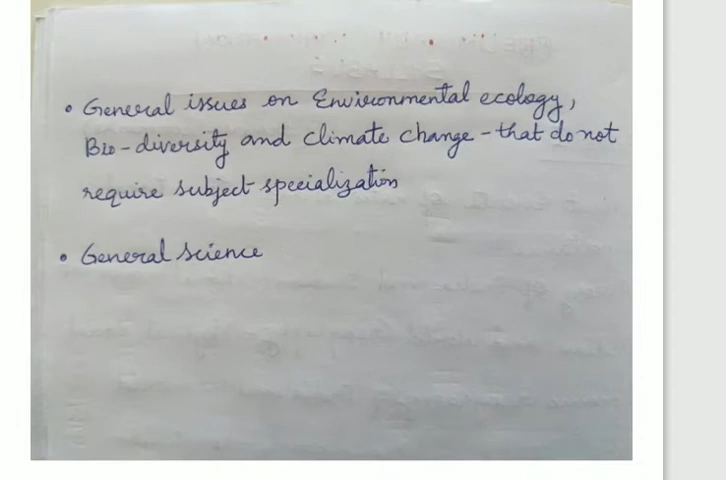 • General issues on Environmental ecology,
Bio-diversity and climate change - that do not
require subject specialization
• General science